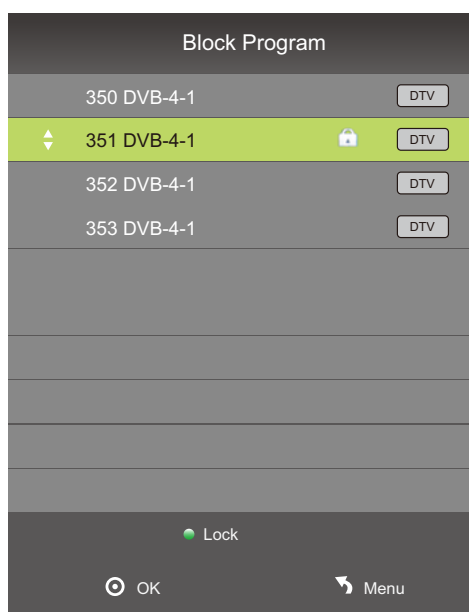 Block Program
350 DVB-4-1 DTV
351 DVB-4-1 DTV
352 DVB-4-1 DTV
353 DVB-4-1 DTV
Lock
OK Menu